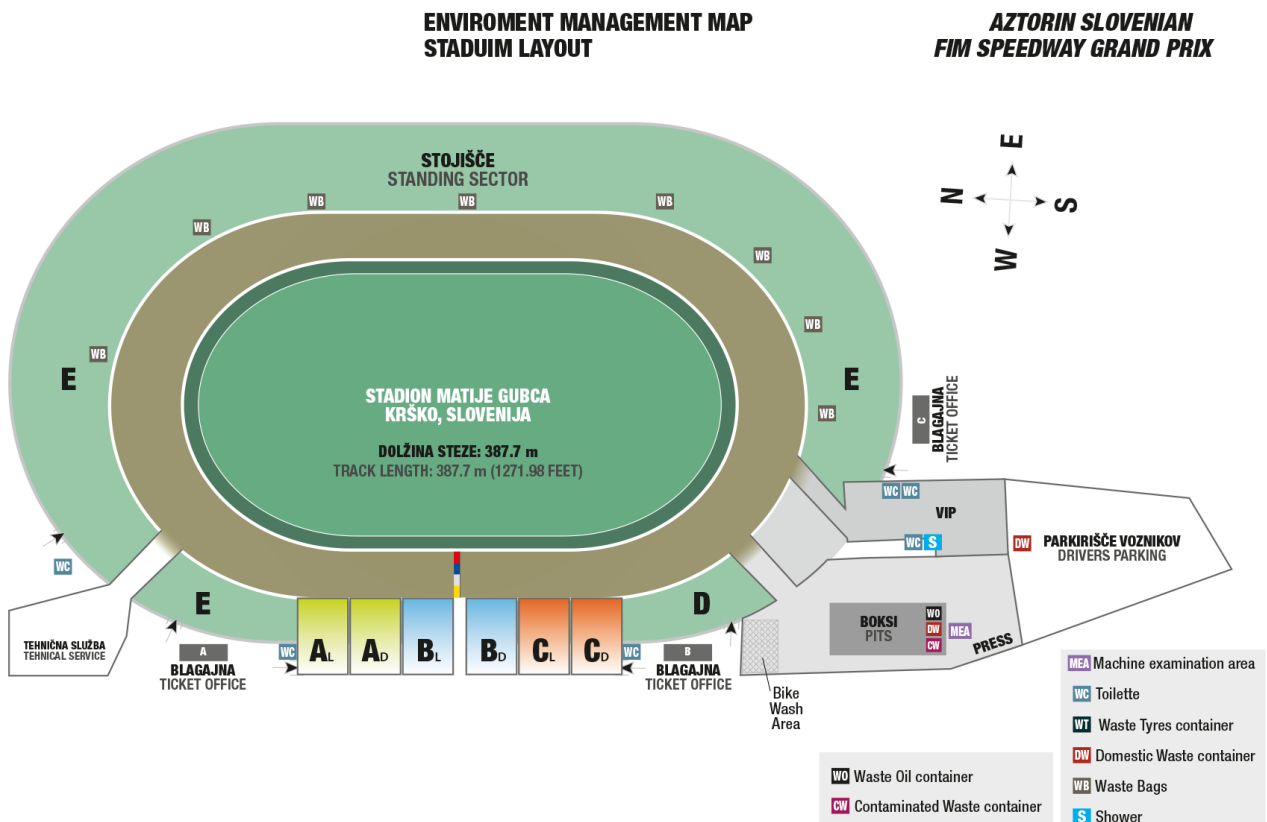 ENVIROMENT MANAGEMENT MAP
STADUIM LAYOUT
AZTORIN SLOVENIAN
FIM SPEEDWAY GRAND PRIX
STOJIŠČE
STANDING SECTOR
WB
WB
WB
WB
WB
WB
WB
WB
E
N
S
W
E
E
STADION MATIJE GUBCA
KRŠKO, SLOVENIJA
DOLŽINA STEZE: 387.7 m
TRACK LENGTH: 387.7 m (1271.98 FEET)
C
BLAGAJNA
TICKET OFFICE
WC WC
VIP
WC S
DW
PARKIRIŠČE VOZNIKOV
DRIVERS PARKING
WC
TEHNIČNA SLUŽBA
TEHNICAL SERVICE
E
D
A
BLAGAJNA
TICKET OFFICE
WC
AL
AD
BL
BD
CL
CD
WC
B
BLAGAJNA
TICKET OFFICE
BOKSI
PITS
WO
DW
CW
MEA
PRESS
Bike
Wash
Area
WO Waste Oil container
CW Contaminated Waste container
MEA Machine examination area
WC Toilette
WT Waste Tyres container
DW Domestic Waste container
WB Waste Bags
S Shower